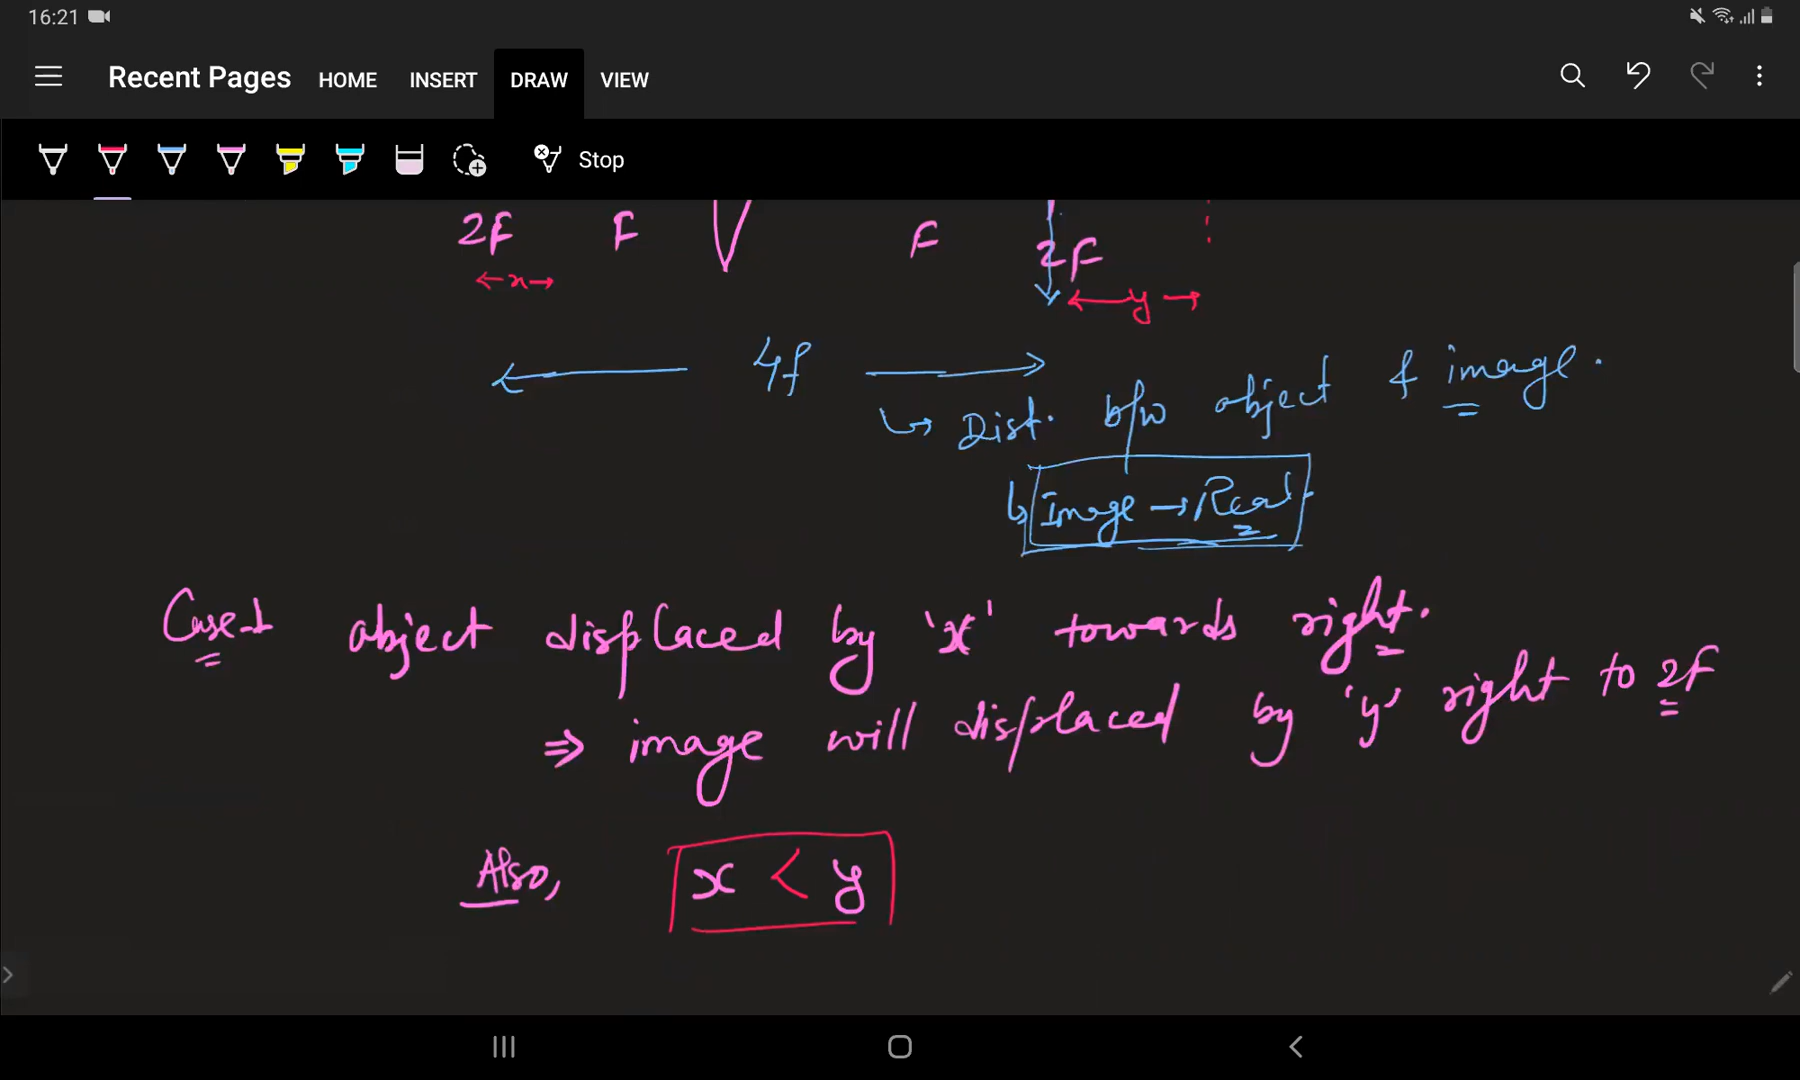 16:21
Recent Pages HOME INSERT DRAW VIEW
Stop
2F F F 2F
x y
4f
Dist. b/w object & image.
Image → Real
Case-1 object displaced by 'x' towards right.
⇒ image will displaced by 'y' right to 2F
Also, x < y